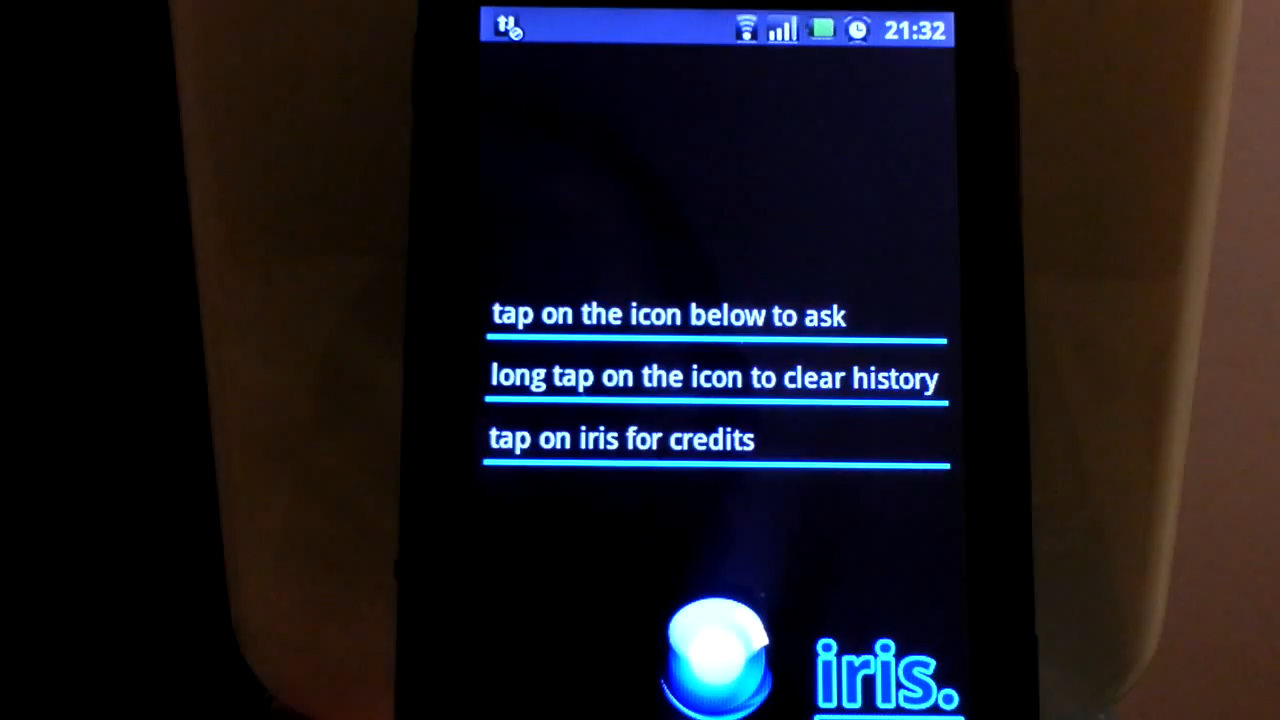 21:32
tap on the icon below to ask
long tap on the icon to clear history
tap on iris for credits
iris.